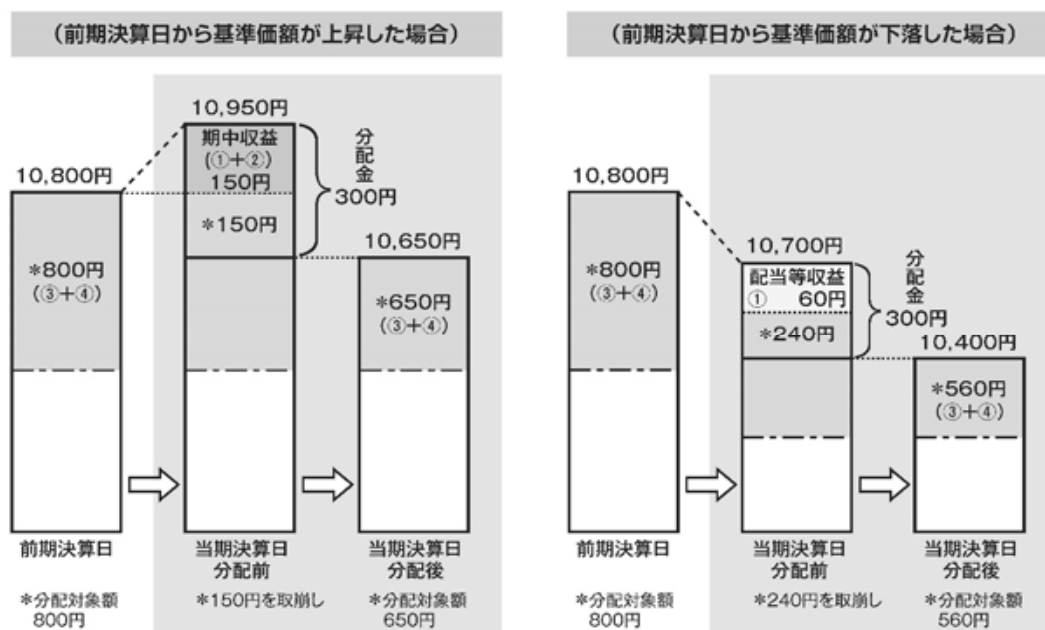 （前期決算日から基準価額が上昇した場合）
10,950円
期中収益
（①＋②）
150円
＊150円
分配金
300円
10,800円
＊800円
（③＋④）
10,650円
＊650円
（③＋④）
前期決算日
当期決算日
分配前
当期決算日
分配後
＊分配対象額
800円
＊150円を取崩し
＊分配対象額
650円
（前期決算日から基準価額が下落した場合）
10,800円
＊800円
（③＋④）
10,700円
配当等収益
① 60円
＊240円
分配金
300円
10,400円
＊560円
（③＋④）
前期決算日
当期決算日
分配前
当期決算日
分配後
＊分配対象額
800円
＊240円を取崩し
＊分配対象額
560円